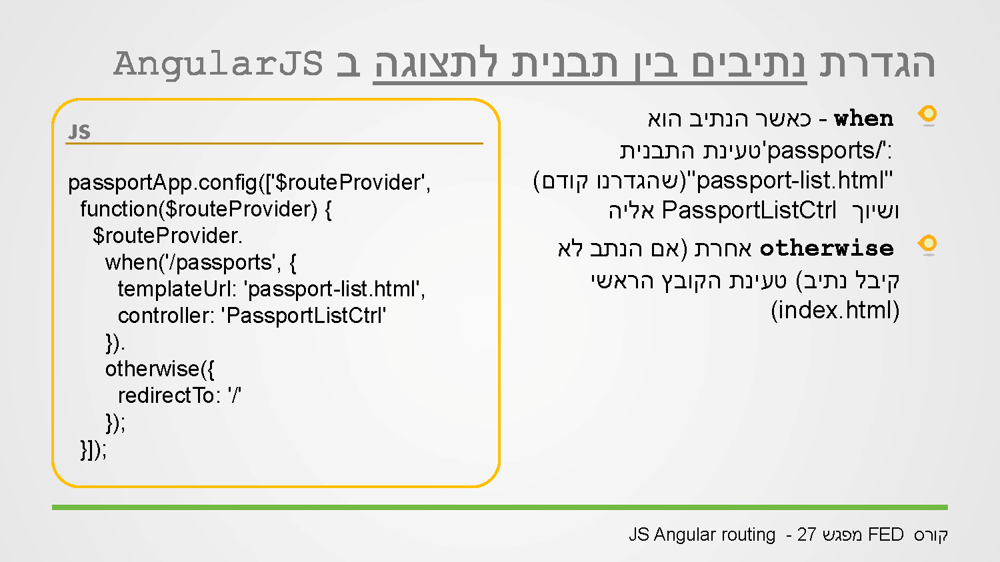 הגדרת נתיבים בין תבנית לתצוגה ב AngularJS
when - כאשר הנתיב הוא
:'/passports'טעינת התבנית
"passport-list.html"(שהגדרנו קודם)
ושיוך PassportListCtrl אליה
otherwise אחרת (אם הנתב לא
קיבל נתיב) טעינת הקובץ הראשי
(index.html)
JS
passportApp.config(['$routeProvider',
function($routeProvider) {
$routeProvider.
when('/passports', {
templateUrl: 'passport-list.html',
controller: 'PassportListCtrl'
}).
otherwise({
redirectTo: '/'
});
}]);
קורס FED מפגש 27 - JS Angular routing